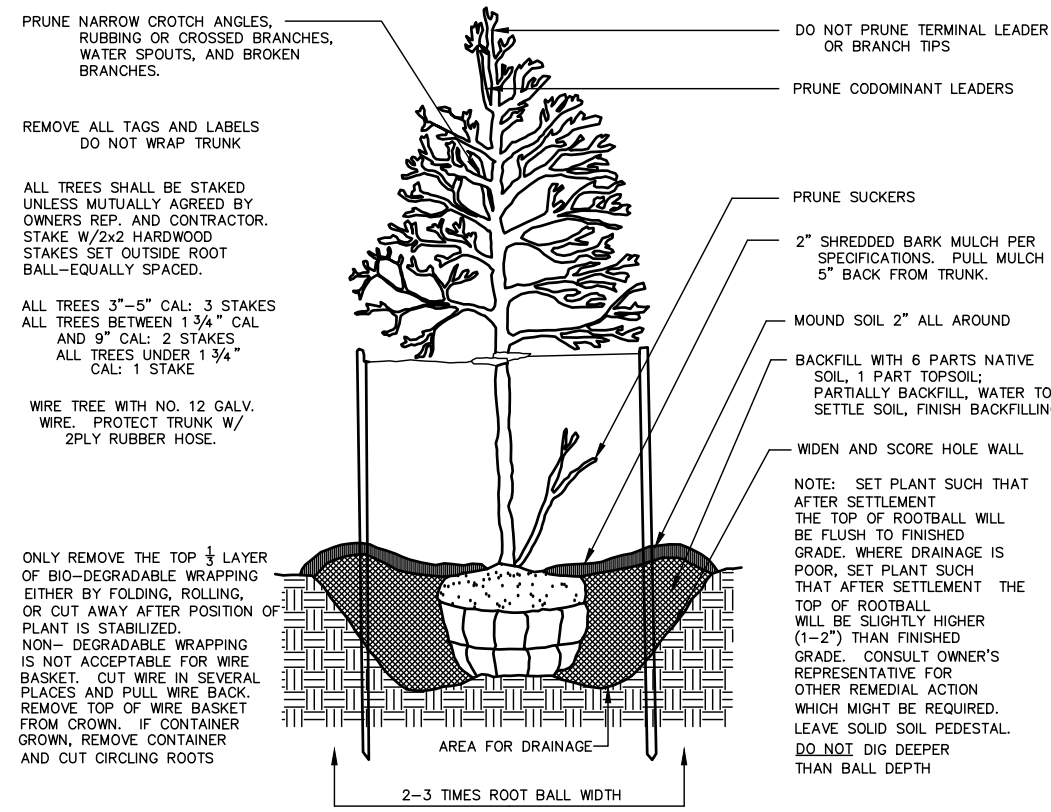 PRUNE NARROW CROTCH ANGLES,
RUBBING OR CROSSED BRANCHES,
WATER SPOUTS, AND BROKEN
BRANCHES.
REMOVE ALL TAGS AND LABELS
DO NOT WRAP TRUNK
ALL TREES SHALL BE STAKED
UNLESS MUTUALLY AGREED BY
OWNERS REP. AND CONTRACTOR.
STAKE W/2x2 HARDWOOD
STAKES SET OUTSIDE ROOT
BALL-EQUALLY SPACED.
ALL TREES 3"-5" CAL: 3 STAKES
ALL TREES BETWEEN 1 3/4" CAL
AND 9" CAL: 2 STAKES
ALL TREES UNDER 1 3/4"
CAL: 1 STAKE
WIRE TREE WITH NO. 12 GALV.
WIRE. PROTECT TRUNK W/
2PLY RUBBER HOSE.
ONLY REMOVE THE TOP 1/3 LAYER
OF BIO-DEGRADABLE WRAPPING
EITHER BY FOLDING, ROLLING,
OR CUT AWAY AFTER POSITION OF
PLANT IS STABILIZED.
NON- DEGRADABLE WRAPPING
IS NOT ACCEPTABLE FOR WIRE
BASKET. CUT WIRE IN SEVERAL
PLACES AND PULL WIRE BACK.
REMOVE TOP OF WIRE BASKET
FROM CROWN. IF CONTAINER
GROWN, REMOVE CONTAINER
AND CUT CIRCLING ROOTS
DO NOT PRUNE TERMINAL LEADER
OR BRANCH TIPS
PRUNE CODOMINANT LEADERS
PRUNE SUCKERS
2" SHREDDED BARK MULCH PER
SPECIFICATIONS. PULL MULCH
5" BACK FROM TRUNK.
MOUND SOIL 2" ALL AROUND
BACKFILL WITH 6 PARTS NATIVE
SOIL, 1 PART TOPSOIL;
PARTIALLY BACKFILL, WATER TO
SETTLE SOIL, FINISH BACKFILLING
WIDEN AND SCORE HOLE WALL
NOTE: SET PLANT SUCH THAT
AFTER SETTLEMENT
THE TOP OF ROOTBALL WILL
BE FLUSH TO FINISHED
GRADE. WHERE DRAINAGE IS
POOR, SET PLANT SUCH
THAT AFTER SETTLEMENT THE
TOP OF ROOTBALL
WILL BE SLIGHTLY HIGHER
(1-2") THAN FINISHED
GRADE. CONSULT OWNER'S
REPRESENTATIVE FOR
OTHER REMEDIAL ACTION
WHICH MIGHT BE REQUIRED.
LEAVE SOLID SOIL PEDESTAL.
DO NOT DIG DEEPER
THAN BALL DEPTH
AREA FOR DRAINAGE
2-3 TIMES ROOT BALL WIDTH